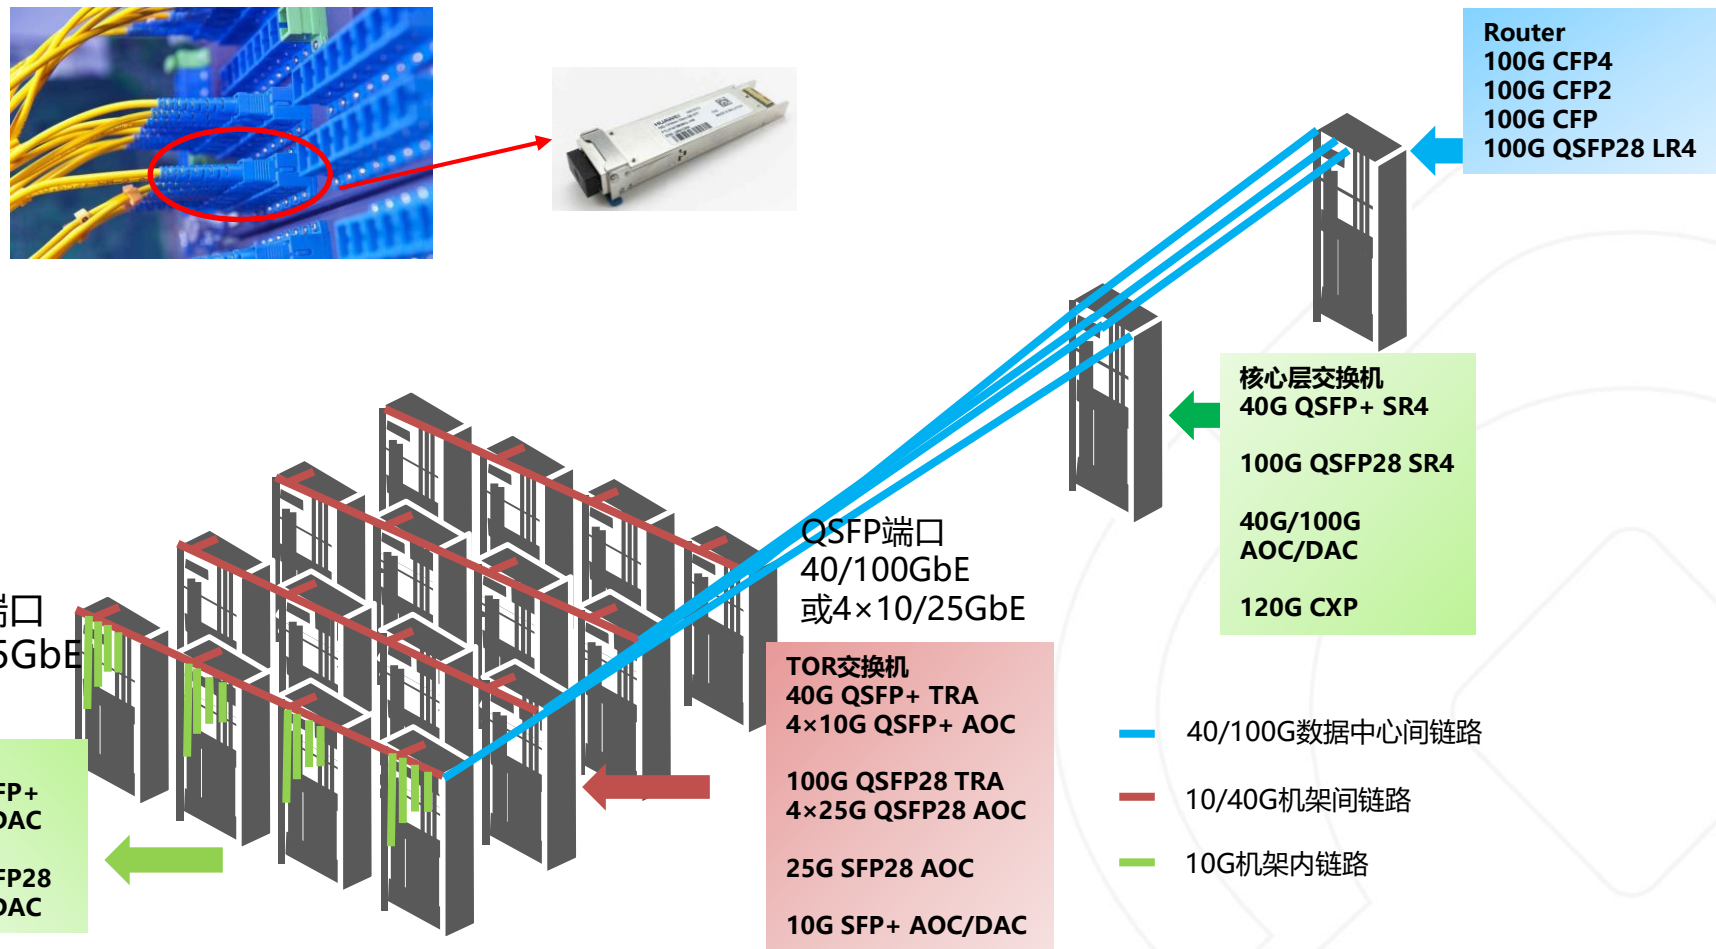 Router
100G CFP4
100G CFP2
100G CFP
100G QSFP28 LR4
HUAWEI
核心层交换机
40G QSFP+ SR4
100G QSFP28 SR4
40G/100G
AOC/DAC
120G CXP
QSFP端口
40/100GbE
或4×10/25GbE
端口
5GbE
TOR交换机
40G QSFP+ TRA
4×10G QSFP+ AOC
100G QSFP28 TRA
4×25G QSFP28 AOC
25G SFP28 AOC
10G SFP+ AOC/DAC
FP+
DAC
FP28
DAC
40/100G数据中心间链路
10/40G机架间链路
10G机架内链路